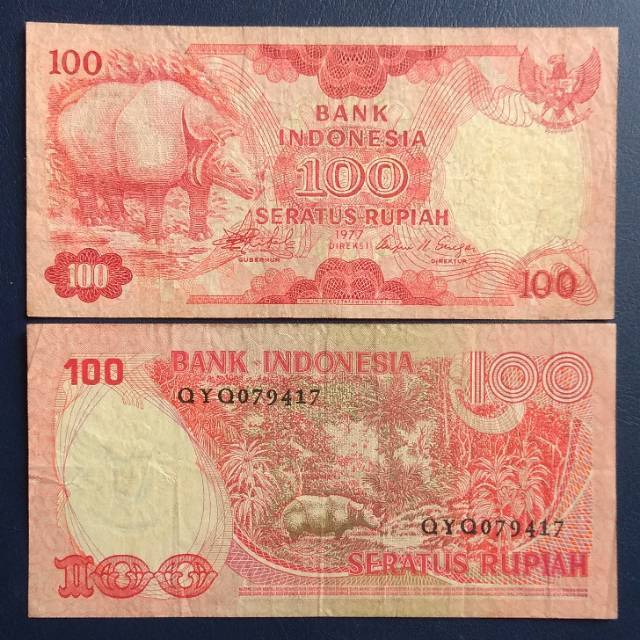 100
BANK
INDONESIA
100
SERATUS RUPIAH
1977
DIREKSI
GUBERNUR
DIREKTUR
100
100
100
BANK INDONESIA
100
QYQ079417
QYQ079417
100
SERATUS RUPIAH